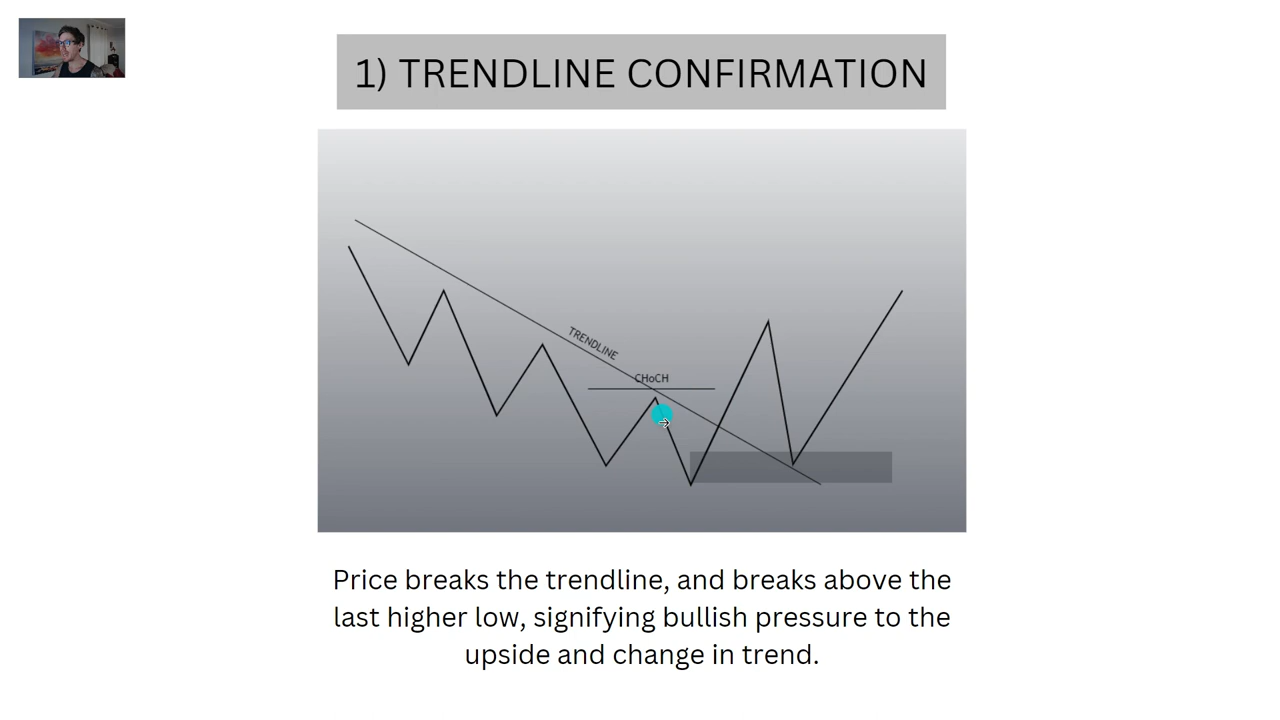 1) TRENDLINE CONFIRMATION
TRENDLINE
CHoCH
Price breaks the trendline, and breaks above the
last higher low, signifying bullish pressure to the
upside and change in trend.